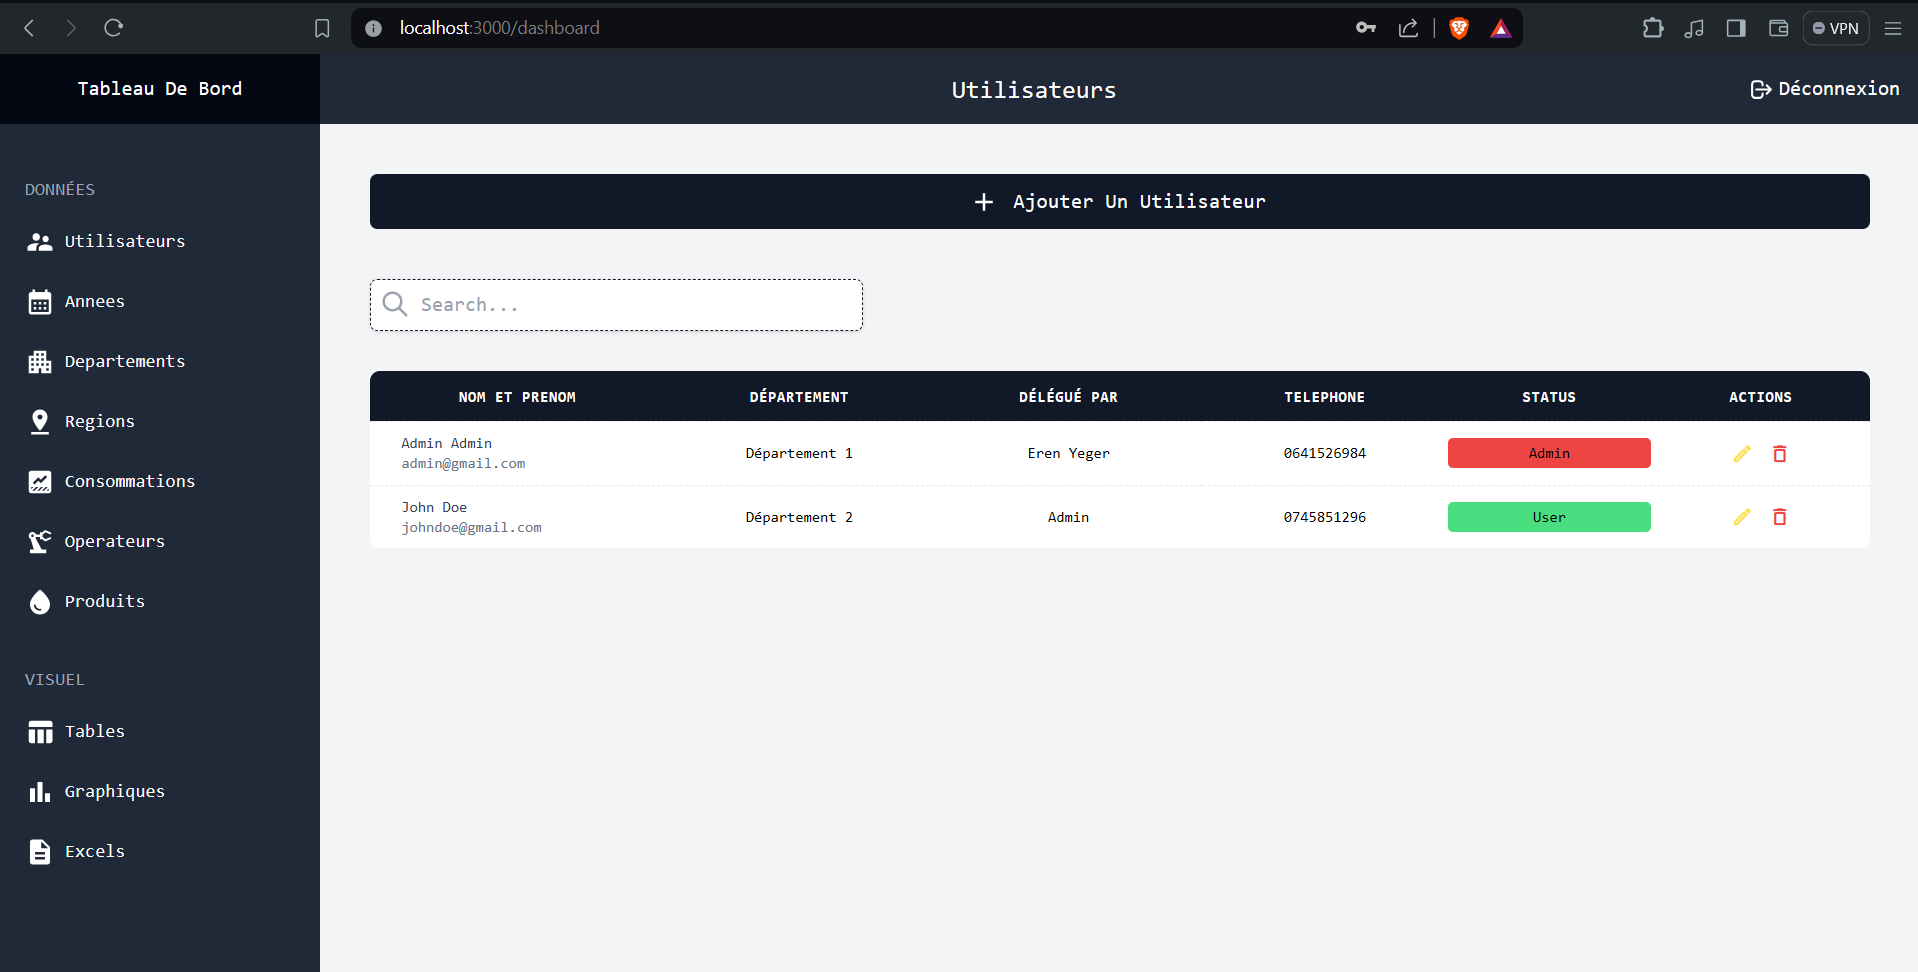 localhost:3000/dashboard
VPN
Tableau De Bord
Utilisateurs
Déconnexion
DONNÉES
Utilisateurs
Annees
Departements
Regions
Consommations
Operateurs
Produits
VISUEL
Tables
Graphiques
Excels
+ Ajouter Un Utilisateur
Search...
NOM ET PRENOM DÉPARTEMENT DÉLÉGUÉ PAR TELEPHONE STATUS ACTIONS
Admin Admin
admin@gmail.com
Département 1 Eren Yeger 0641526984 Admin
John Doe
johndoe@gmail.com
Département 2 Admin 0745851296 User